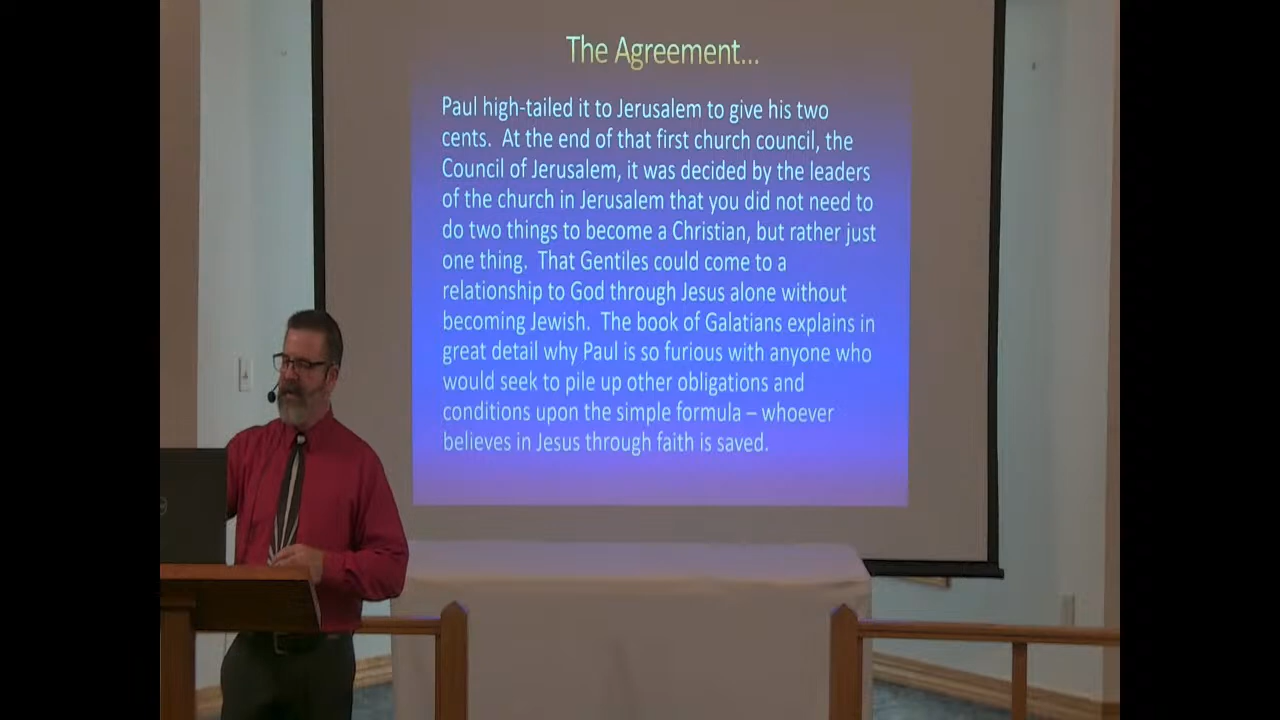 The Agreement...
Paul high-tailed it to Jerusalem to give his two
cents.  At the end of that first church council, the
Council of Jerusalem, it was decided by the leaders
of the church in Jerusalem that you did not need to
do two things to become a Christian, but rather just
one thing.  That Gentiles could come to a
relationship to God through Jesus alone without
becoming Jewish.  The book of Galatians explains in
great detail why Paul is so furious with anyone who
would seek to pile up other obligations and
conditions upon the simple formula – whoever
believes in Jesus through faith is saved.